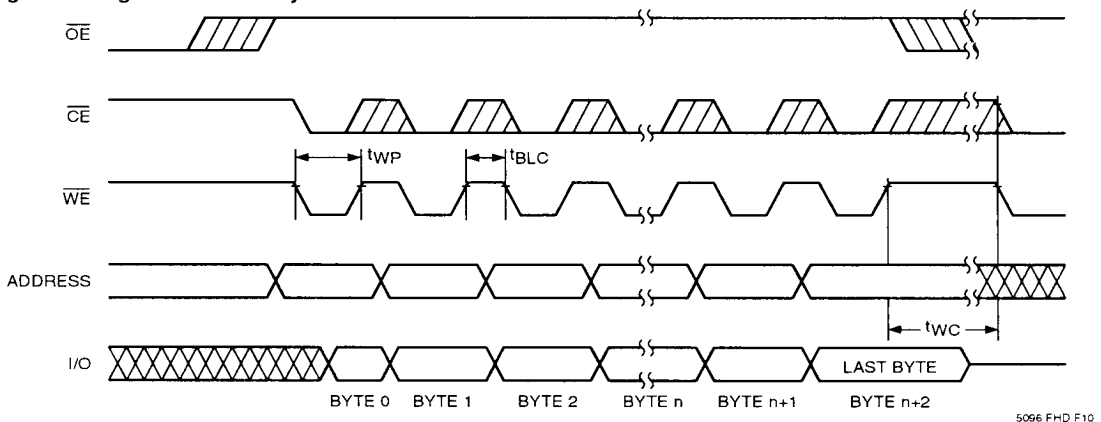 OE
CE
tWP
tBLC
WE
ADDRESS
tWC
I/O
LAST BYTE
BYTE 0 BYTE 1 BYTE 2 BYTE n BYTE n+1 BYTE n+2
5096 FHD F10